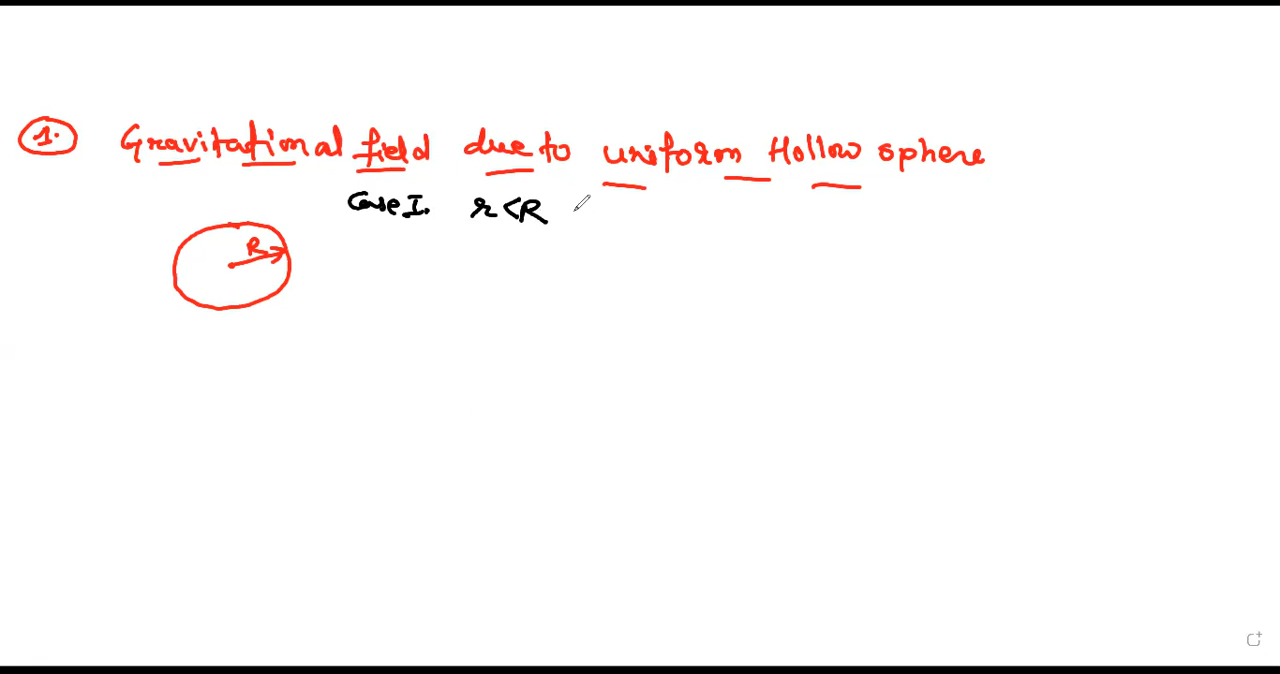 1. Gravitational field due to uniform Hollow sphere
Case I. r<R
R